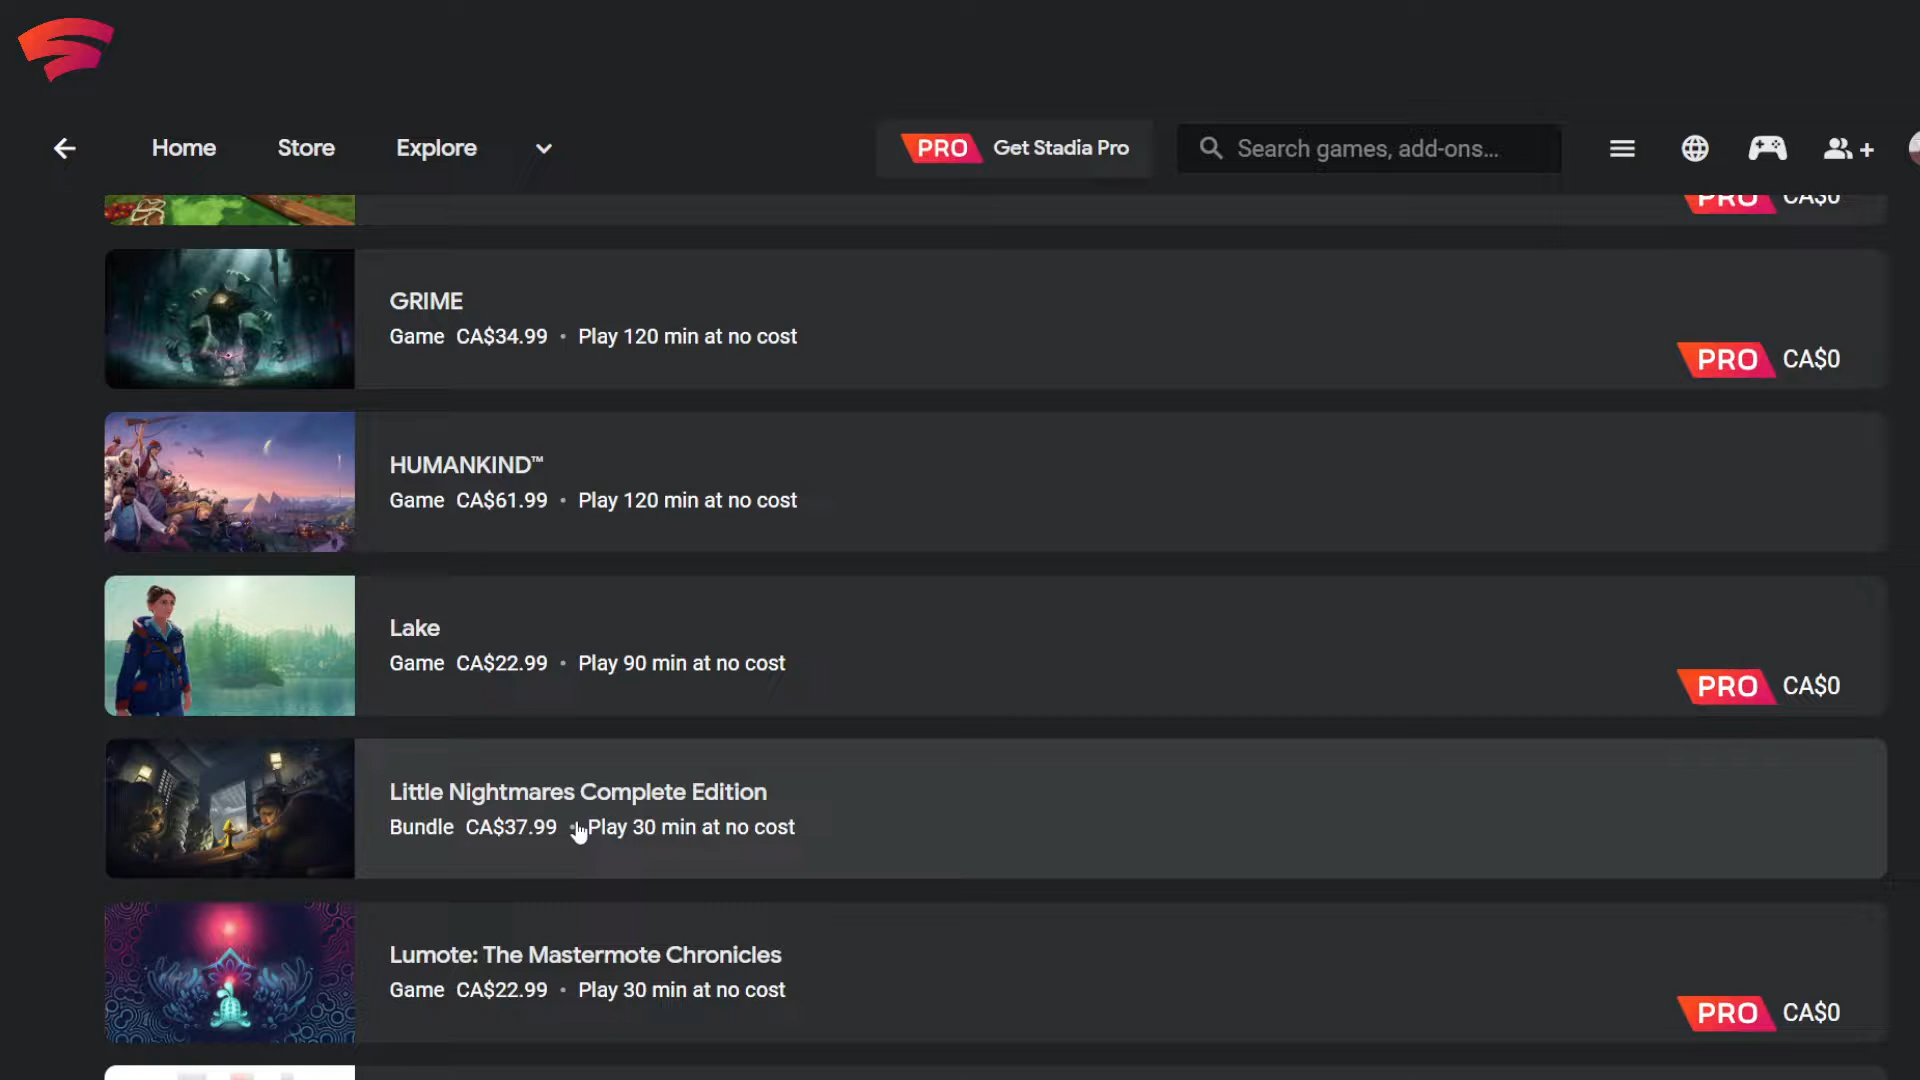 Home Store Explore PRO Get Stadia Pro Search games, add-ons...
PRO CA$0
GRIME
Game CA$34.99 • Play 120 min at no cost
PRO CA$0
HUMANKIND™
Game CA$61.99 • Play 120 min at no cost
Lake
Game CA$22.99 • Play 90 min at no cost
PRO CA$0
Little Nightmares Complete Edition
Bundle CA$37.99 • Play 30 min at no cost
Lumote: The Mastermote Chronicles
Game CA$22.99 • Play 30 min at no cost
PRO CA$0